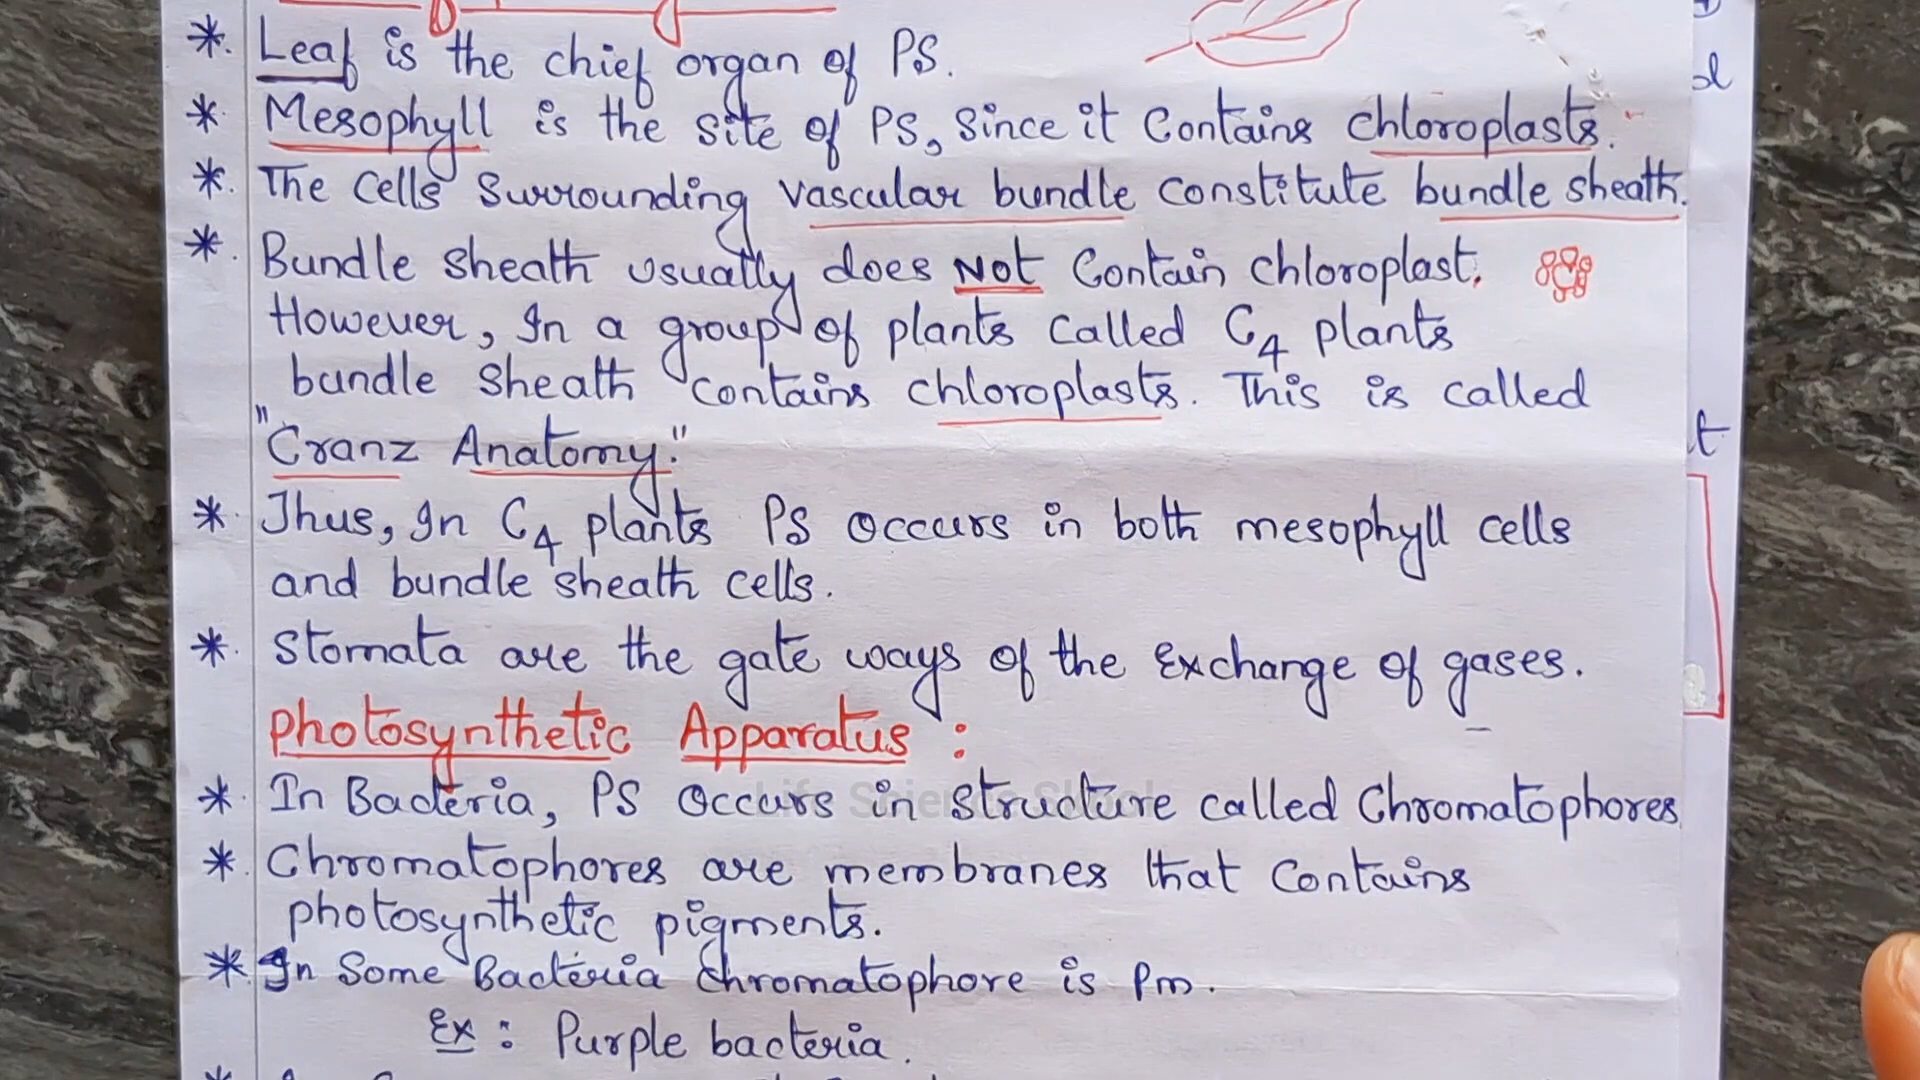 * Leaf is the chief organ of PS.
* Mesophyll is the site of PS, since it contains chloroplasts.
* The cells surrounding vascular bundle constitute bundle sheath.
* Bundle sheath usually does NOT contain chloroplast.
However, In a group of plants called C4 plants
bundle sheath contains chloroplasts. This is called
"Cranz Anatomy."
* Thus, In C4 plants PS occurs in both mesophyll cells
and bundle sheath cells.
* Stomata are the gate ways of the Exchange of gases.
Photosynthetic Apparatus :
* In Bacteria, PS occurs in structure called Chromatophores
* Chromatophores are membranes that contains
photosynthetic pigments.
* In Some Bacteria chromatophore is Pm.
Ex : Purple bacteria.